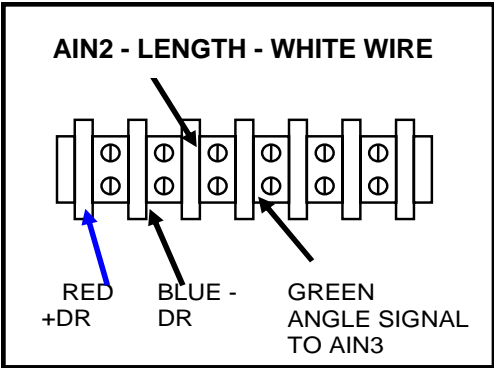 AIN2 - LENGTH - WHITE WIRE
RED
+DR
BLUE -
DR
GREEN
ANGLE SIGNAL
TO AIN3